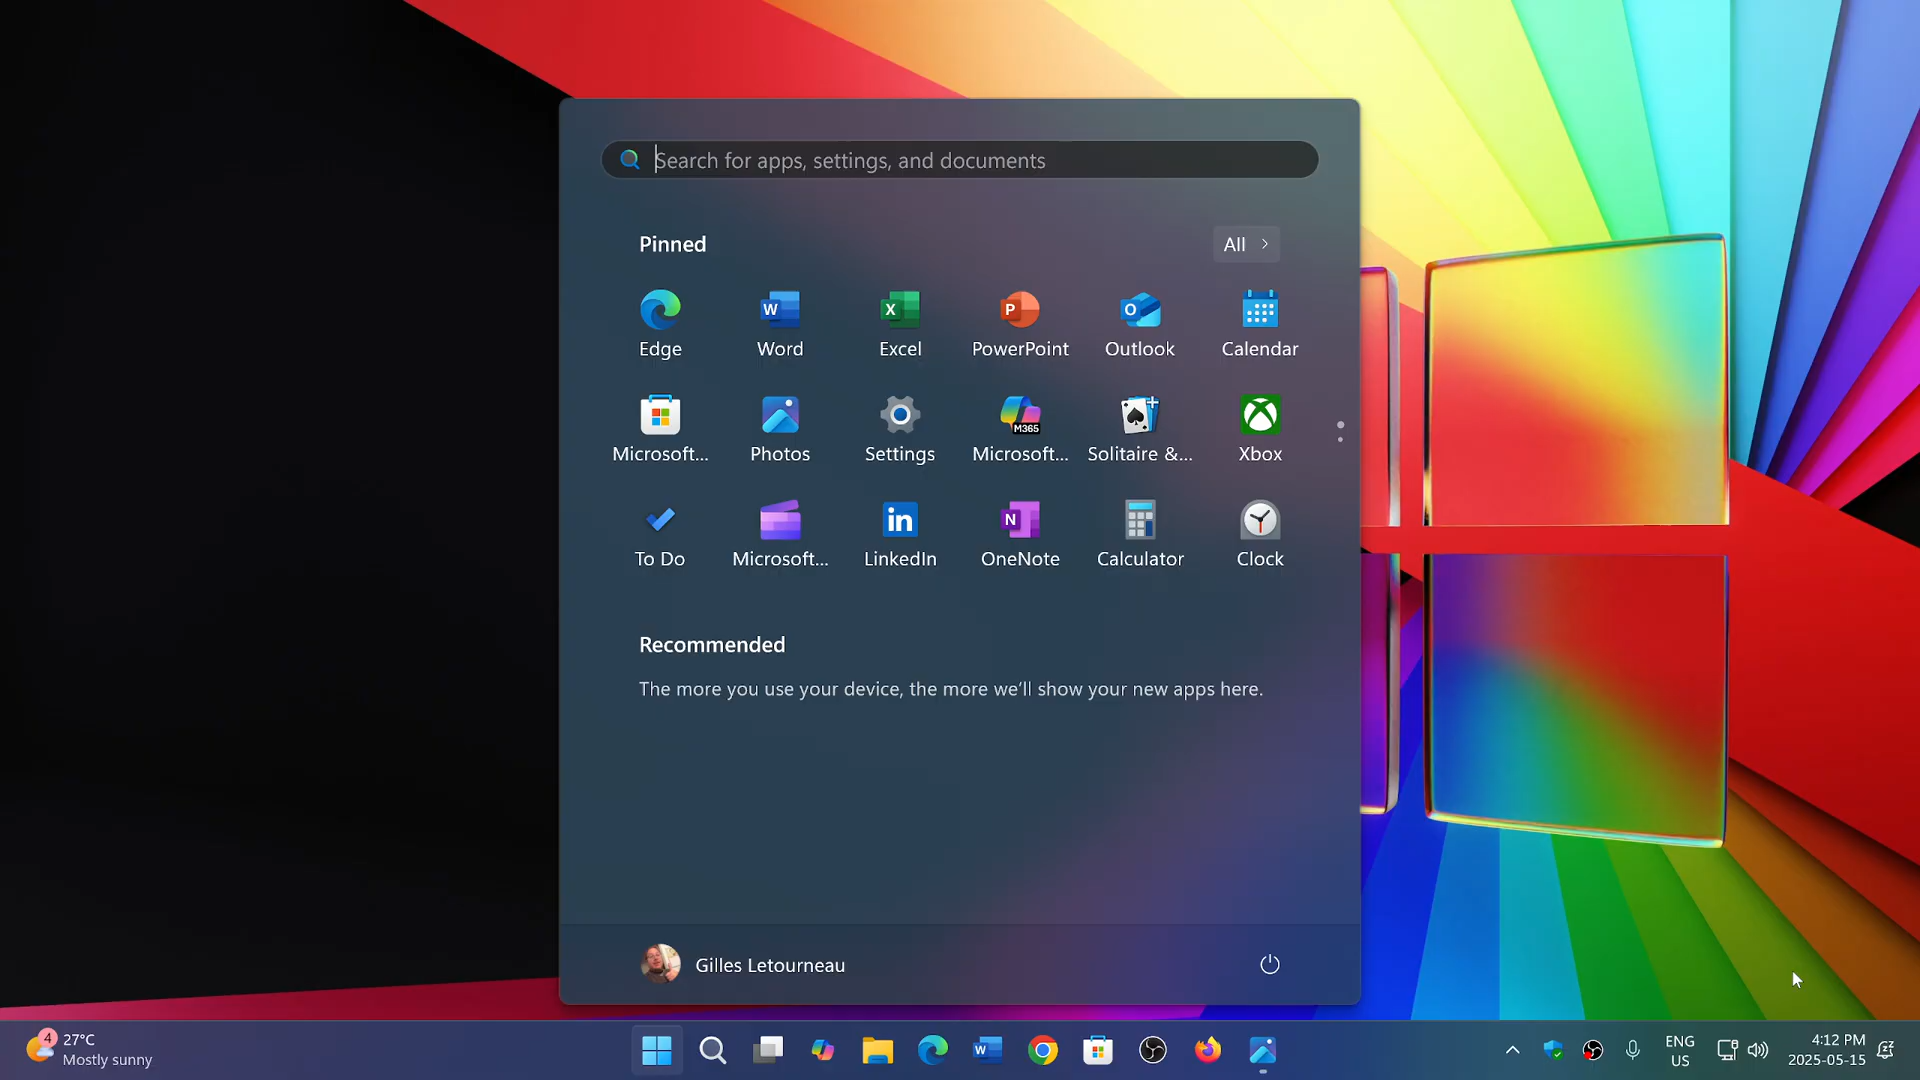 Search for apps, settings, and documents
Pinned
All
Edge
Word
Excel
PowerPoint
Outlook
Calendar
Microsoft...
Photos
Settings
Microsoft...
Solitaire &...
Xbox
M365
To Do
Microsoft...
LinkedIn
OneNote
Calculator
Clock
Recommended
The more you use your device, the more we'll show your new apps here.
Gilles Letourneau
4
27°C
Mostly sunny
ENG
US
4:12 PM
2025-05-15